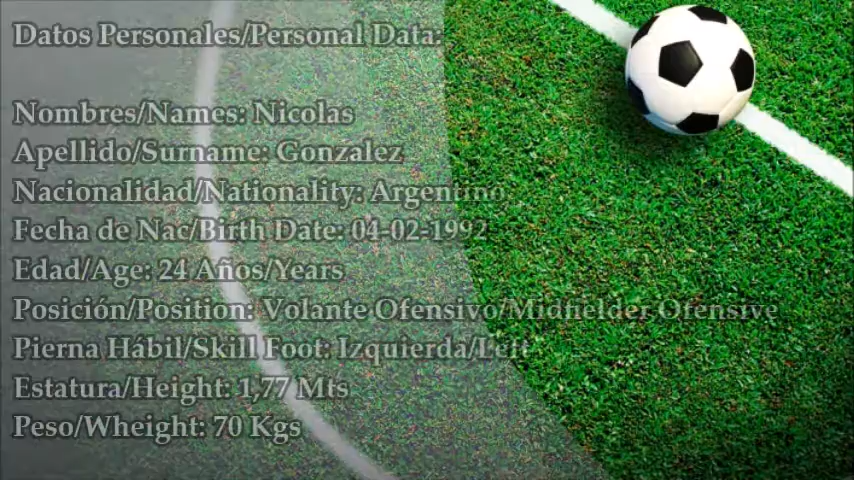 Datos Personales/Personal Data:
Nombres/Names: Nicolas
Apellido/Surname: Gonzalez
Nacionalidad/Nationality: Argentino
Fecha de Nac/Birth Date: 04-02-1992
Edad/Age: 24 Años/Years
Posición/Position: Volante Ofensivo/Midfielder Ofensive
Pierna Hábil/Skill Foot: Izquierda/Left
Estatura/Height: 1,77 Mts
Peso/Wheight: 70 Kgs